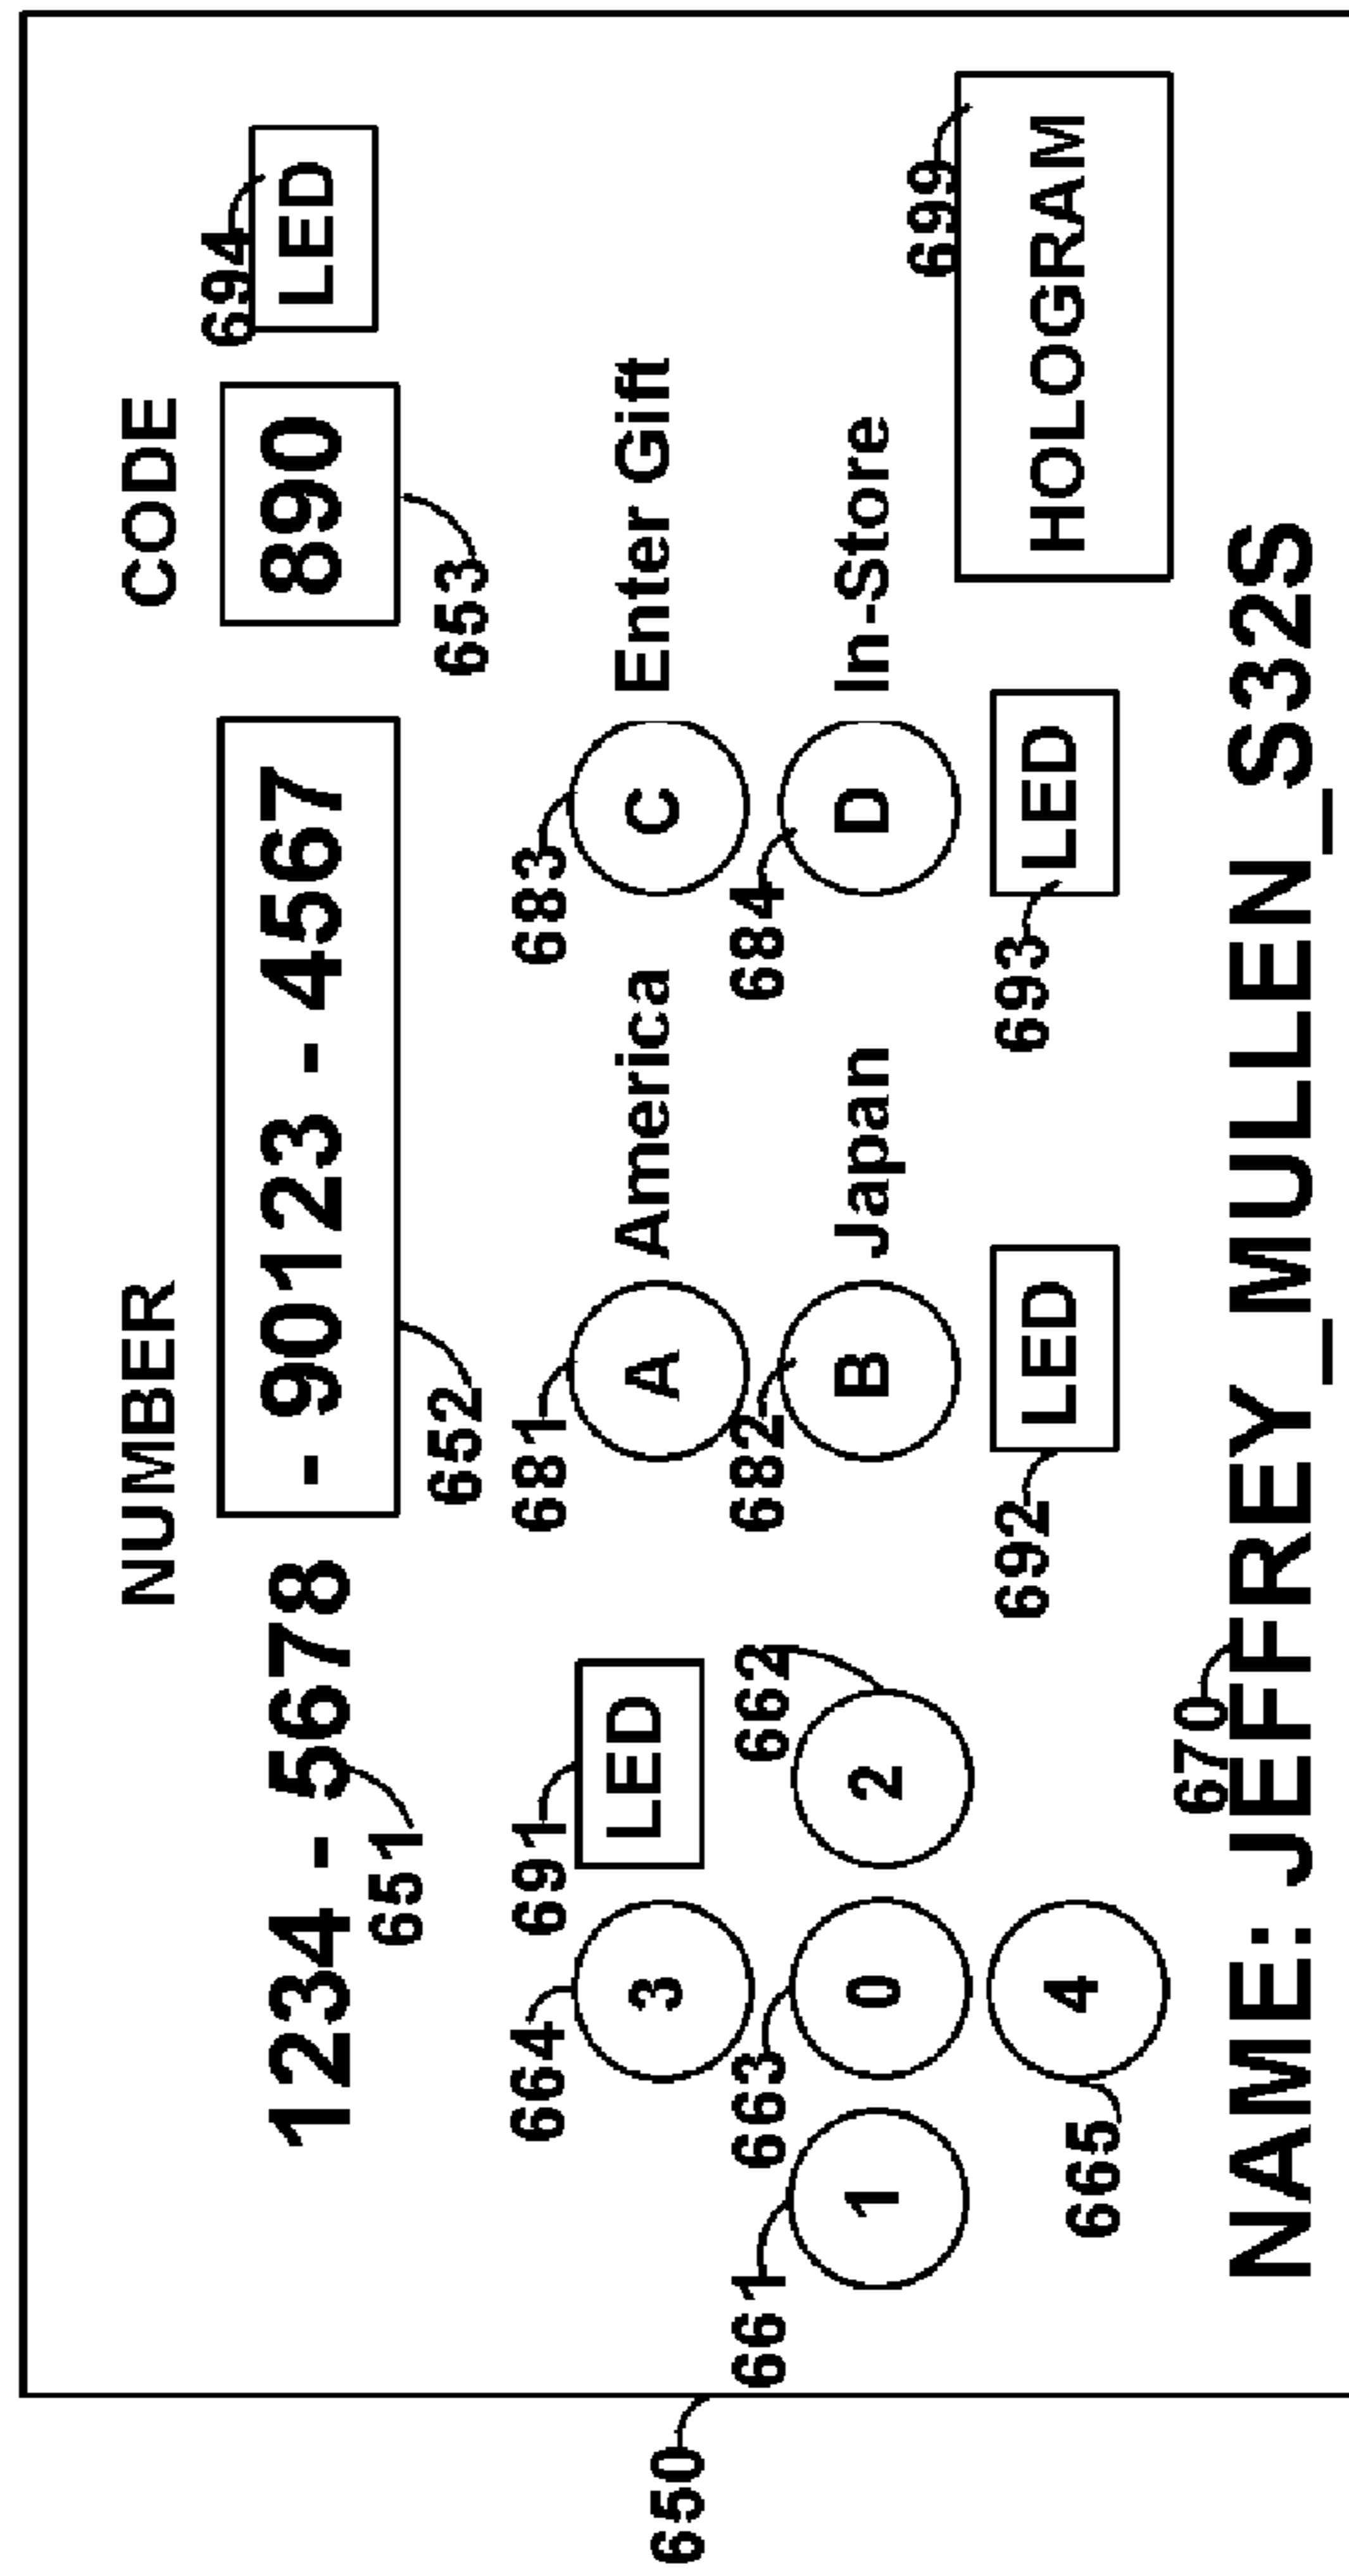 NUMBER CODE
694
1234 - 5678 - 90123 - 4567 890 LED
651 652 653
664 691 681 683
3 LED A America C Enter Gift
661 663 662 682 684
1 0 2 B Japan D In-Store
650
699
692 693
665 4 LED LED HOLOGRAM
670
NAME: JEFFREY_MULLEN_S32S